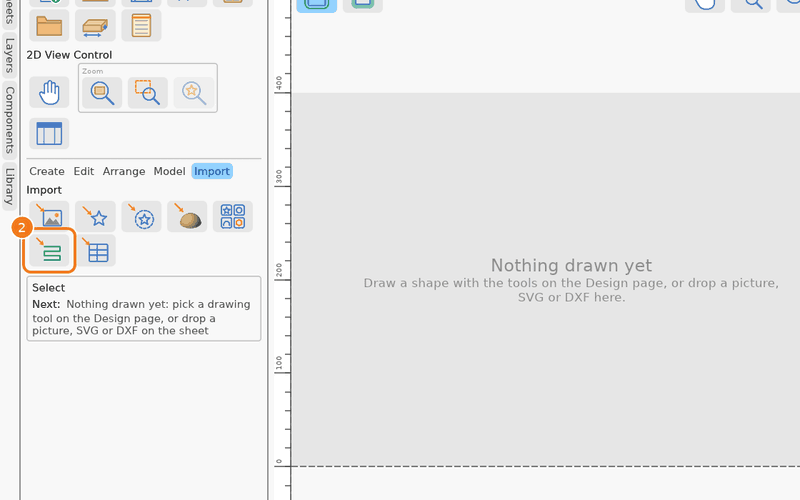 Layers
Components
Library
2D View Control
Zoom
Create Edit Arrange Model Import
Import
2
Select
Next: Nothing drawn yet: pick a drawing
tool on the Design page, or drop a
picture, SVG or DXF on the sheet
400
300
200
100
0
Nothing drawn yet
Draw a shape with the tools on the Design page, or drop a picture,
SVG or DXF here.